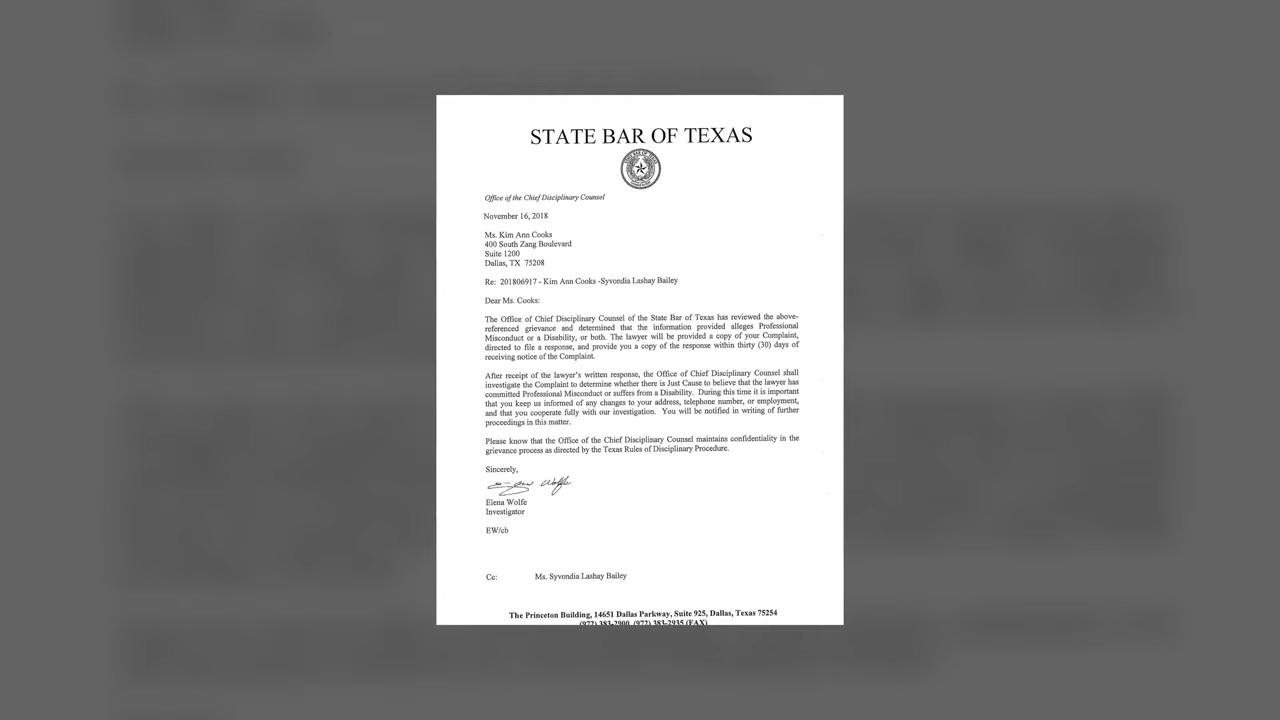 STATE BAR OF TEXAS
Office of the Chief Disciplinary Counsel
November 16, 2018
Ms. Kim Ann Cooks
400 South Zang Boulevard
Suite 1200
Dallas, TX 75208
Re: 201806917 - Kim Ann Cooks -Syvondia Lashay Bailey
Dear Ms. Cooks:
The Office of Chief Disciplinary Counsel of the State Bar of Texas has reviewed the above-
referenced grievance and determined that the information provided alleges Professional
Misconduct or a Disability, or both. The lawyer will be provided a copy of your Complaint,
directed to file a response, and provide you a copy of the response within thirty (30) days of
receiving notice of the Complaint.
After receipt of the lawyer's written response, the Office of Chief Disciplinary Counsel shall
investigate the Complaint to determine whether there is Just Cause to believe that the lawyer has
committed Professional Misconduct or suffers from a Disability. During this time it is important
that you keep us informed of any changes to your address, telephone number, or employment,
and that you cooperate fully with our investigation. You will be notified in writing of further
proceedings in this matter.
Please know that the Office of the Chief Disciplinary Counsel maintains confidentiality in the
grievance process as directed by the Texas Rules of Disciplinary Procedure.
Sincerely,
Elena Wolfe
Elena Wolfe
Investigator
EW/cb
Cc: Ms. Syvondia Lashay Bailey
The Princeton Building, 14651 Dallas Parkway, Suite 925, Dallas, Texas 75254
(972) 383-2900, (972) 383-2935 (FAX)